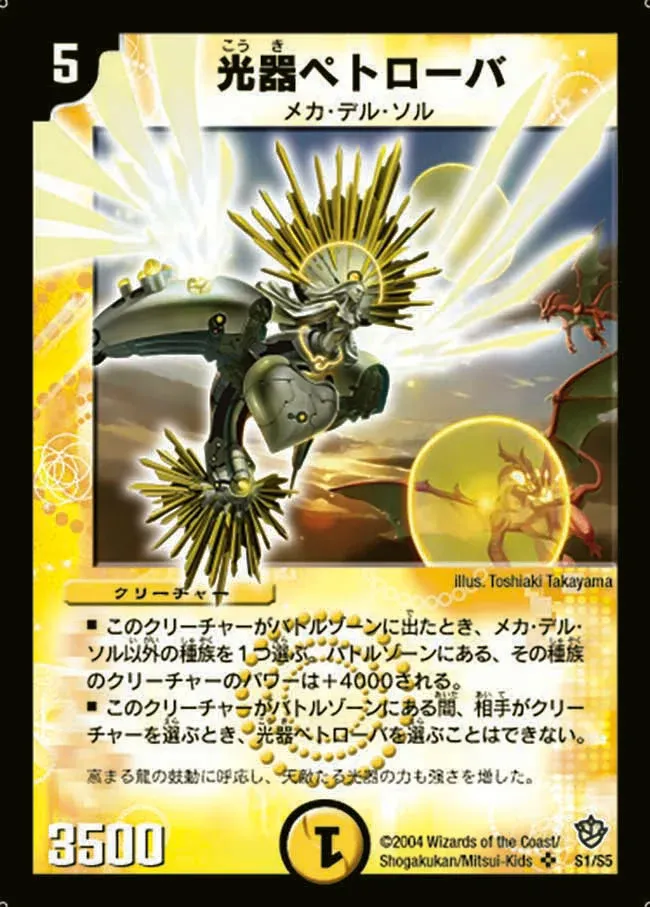 5
こう き
光器ペトローバ
メカ・デル・ソル
illus. Toshiaki Takayama
クリーチャー
■ このクリーチャーがバトルゾーンに出たとき、メカ・デル・
ソル以外の種族を1つ選ぶ。バトルゾーンにある、その種族
のクリーチャーのパワーは+4000される。
■ このクリーチャーがバトルゾーンにある間、相手がクリー
チャーを選ぶとき、光器ペトローバを選ぶことはできない。
高まる龍の鼓動に呼応し、天敵たる光器の力も強さを増した。
3500
1
©2004 Wizards of the Coast/
Shogakukan/Mitsui-Kids
S1/S5